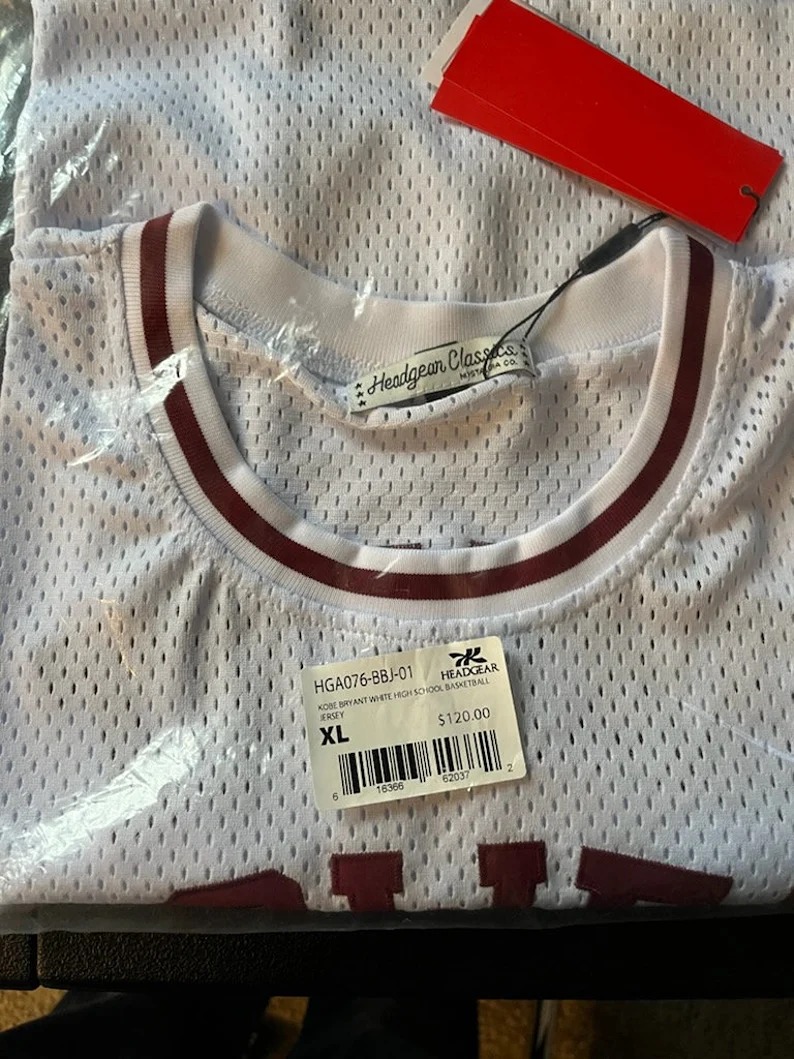 Headgear Classics
NOSTALGIA CO.
HGA076-BBJ-01
HEADGEAR
KOBE BRYANT WHITE HIGH SCHOOL BASKETBALL
JERSEY
XL
$120.00
6 16366 62037 2